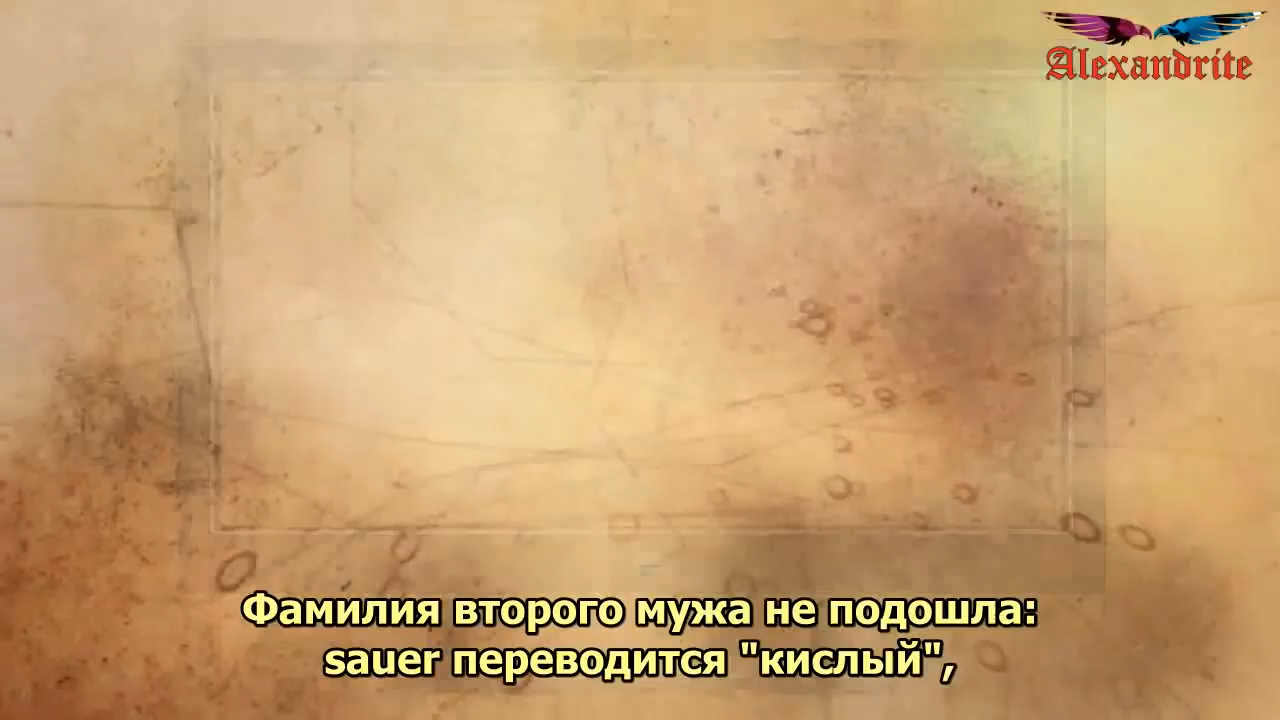 Alexandrite
Фамилия второго мужа не подошла:
sauer переводится "кислый",